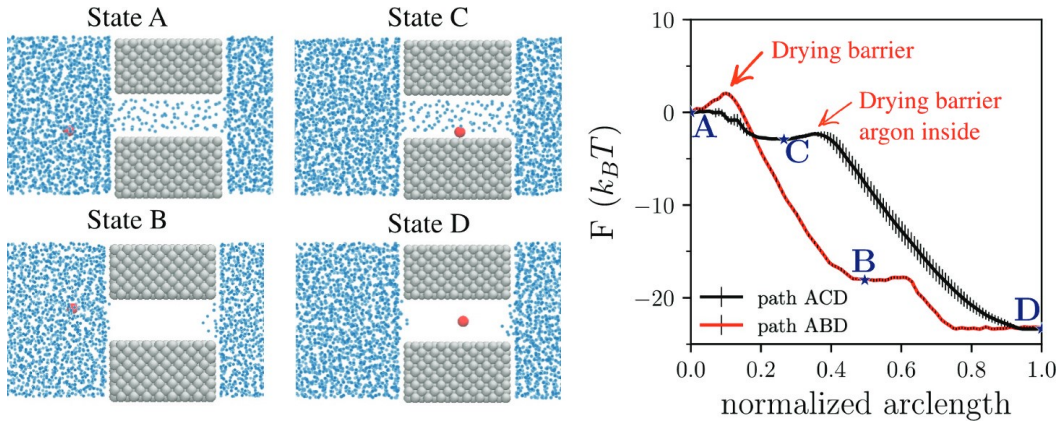 State A
State C
State B
State D
10
0
−10
−20
F (k_BT)
Drying barrier
Drying barrier
argon inside
A
C
B
D
path ACD
path ABD
0.0 0.2 0.4 0.6 0.8 1.0
normalized arclength